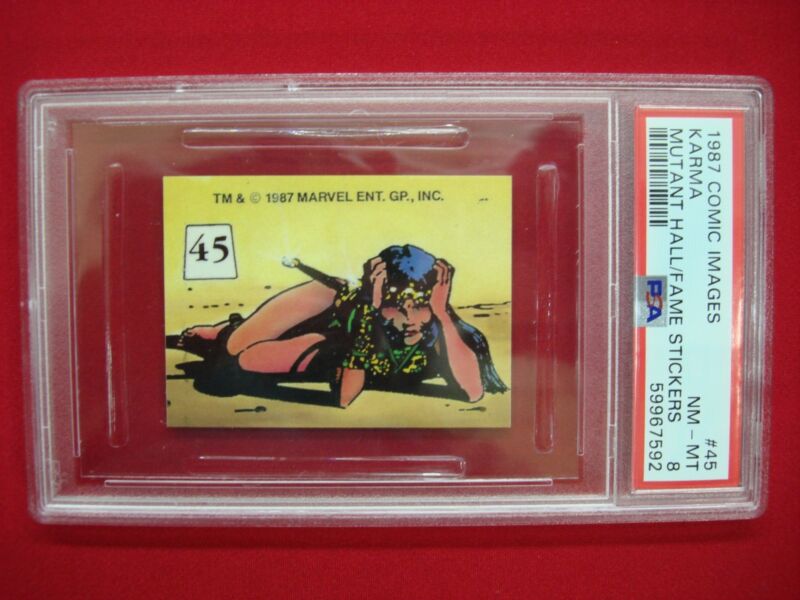 TM & © 1987 MARVEL ENT. GP., INC.
45
1987 COMIC IMAGES #45
KARMA NM - MT
MUTANT HALL/FAME STICKERS 8
59967592
PSA